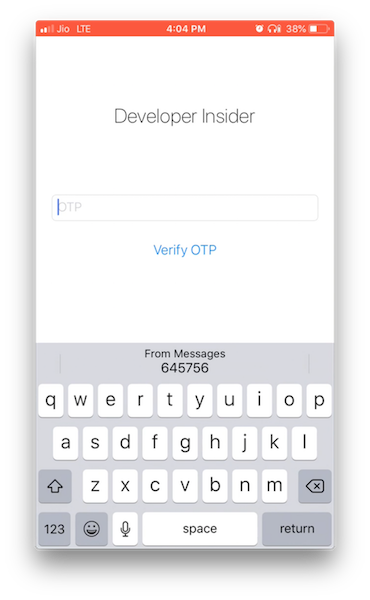 Jio LTE 4:04 PM 38%
Developer Insider
OTP
Verify OTP
From Messages
645756
q w e r t y u i o p
a s d f g h j k l
z x c v b n m
123 space return